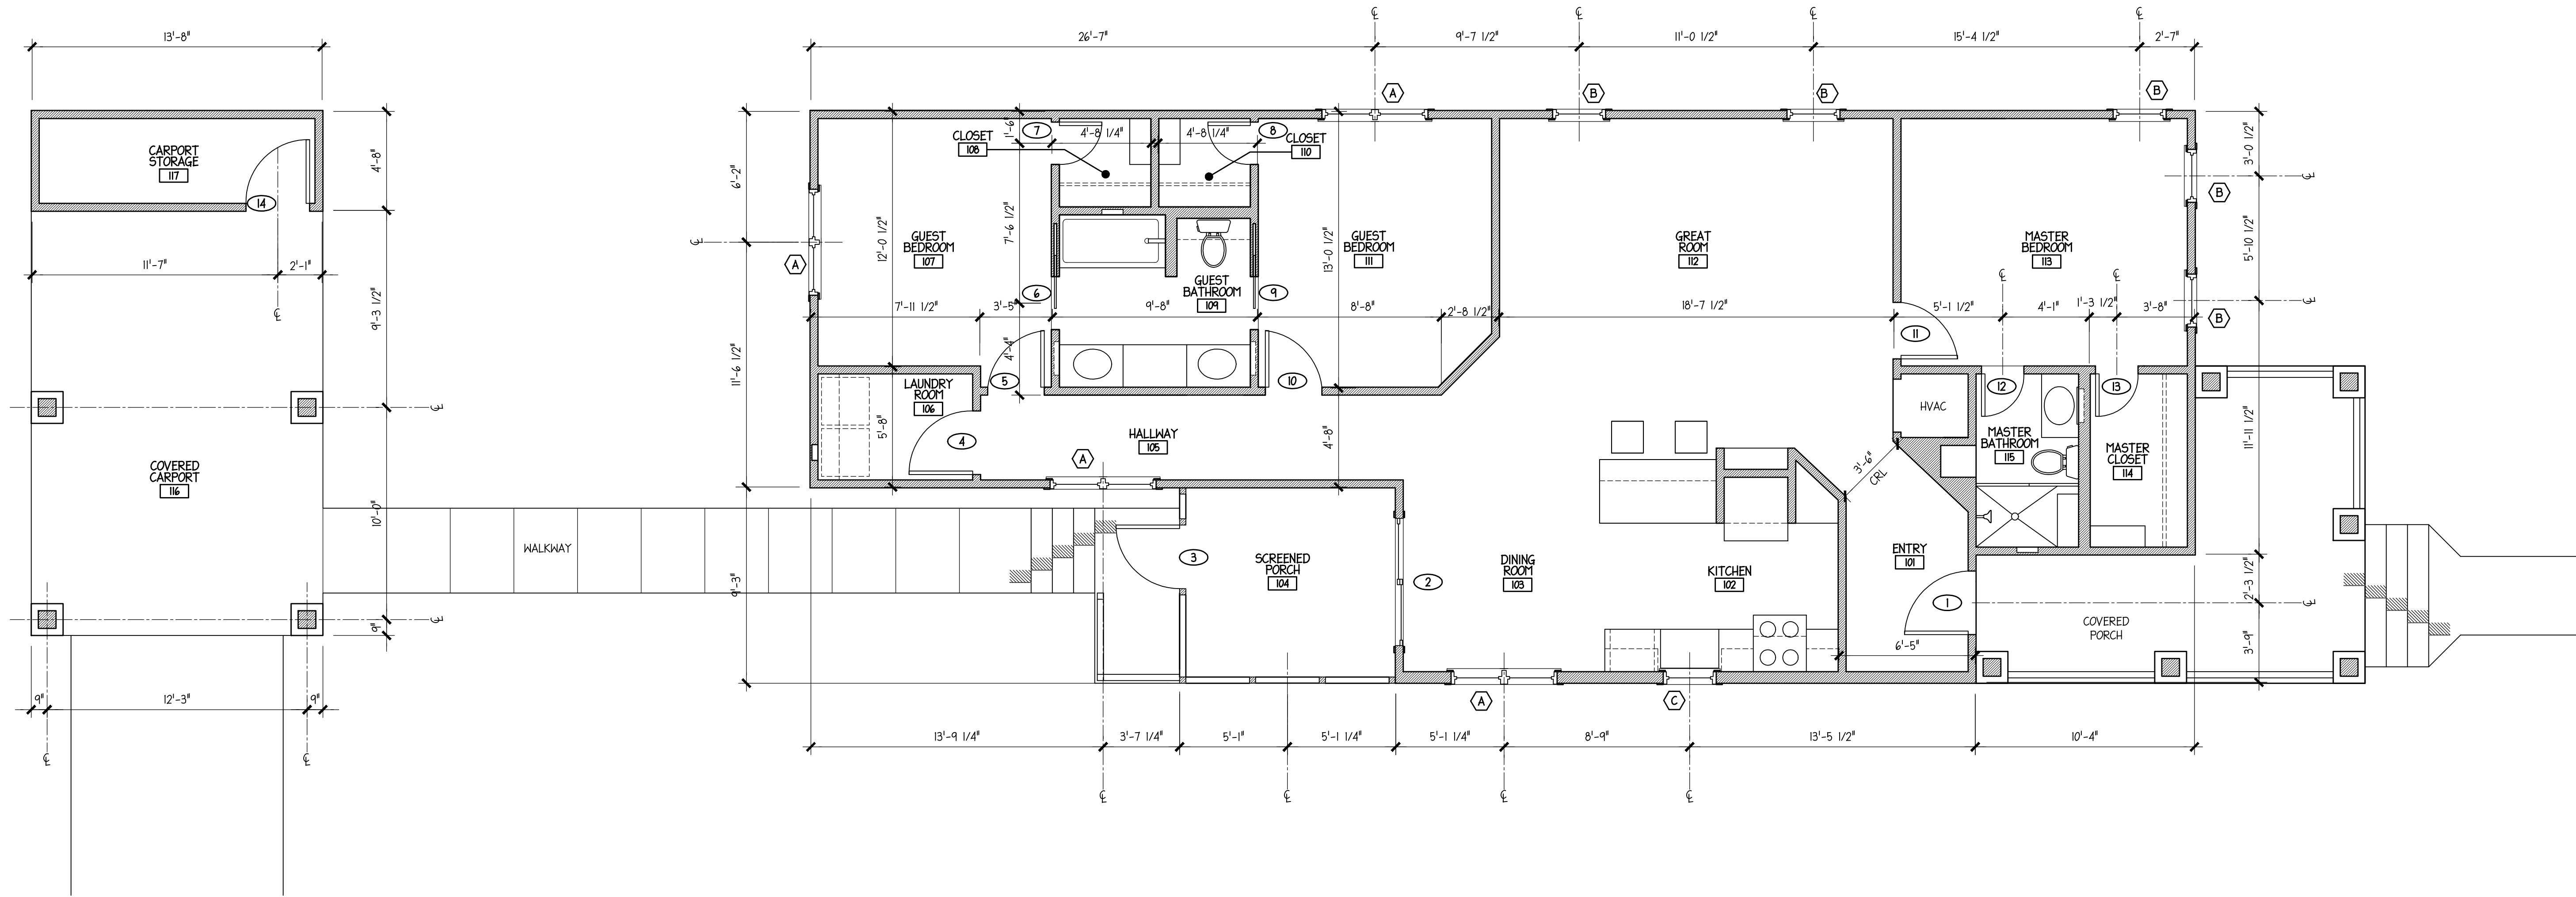 ℄ ℄ ℄ ℄
13'-8" 26'-7" 9'-7 1/2" 11'-0 1/2" 15'-4 1/2" 2'-7"
A B B B
CARPORT
STORAGE
117
14
4'-8"
11'-7" 2'-1"
℄
9'-3 1/2"
℄
COVERED
CARPORT
116
10'-0"
℄
9"
9" 12'-3" 9"
℄ ℄
WALKWAY
6'-2"
℄
A
11'-6 1/2"
9'-3"
1'-6"
7
4'-8 1/4" 4'-8 1/4"
8
CLOSET
108
CLOSET
110
12'-0 1/2"
7'-6 1/2"
13'-0 1/2"
GUEST
BEDROOM
107
GUEST
BEDROOM
111
GREAT
ROOM
112
MASTER
BEDROOM
113
GUEST
BATHROOM
109
6
9
7'-11 1/2" 3'-5" 9'-8" 8'-8" 2'-8 1/2" 18'-7 1/2" 5'-1 1/2" 4'-1" 1'-3 1/2" 3'-8"
℄ ℄
3'-0 1/2"
℄
B
5'-10 1/2"
℄
B
11
4'-4"
5
10
12
13
LAUNDRY
ROOM
106
5'-8"
4
HALLWAY
105
4'-8"
A
HVAC
MASTER
BATHROOM
115
MASTER
CLOSET
114
11'-11 1/2"
3'-6"
CRL
3
SCREENED
PORCH
104
2
DINING
ROOM
103
KITCHEN
102
ENTRY
101
1
2'-3 1/2"
℄
COVERED
PORCH
3'-9"
6'-5"
A C
13'-9 1/4" 3'-7 1/4" 5'-1" 5'-1 1/4" 5'-1 1/4" 8'-9" 13'-5 1/2" 10'-4"
℄ ℄ ℄ ℄